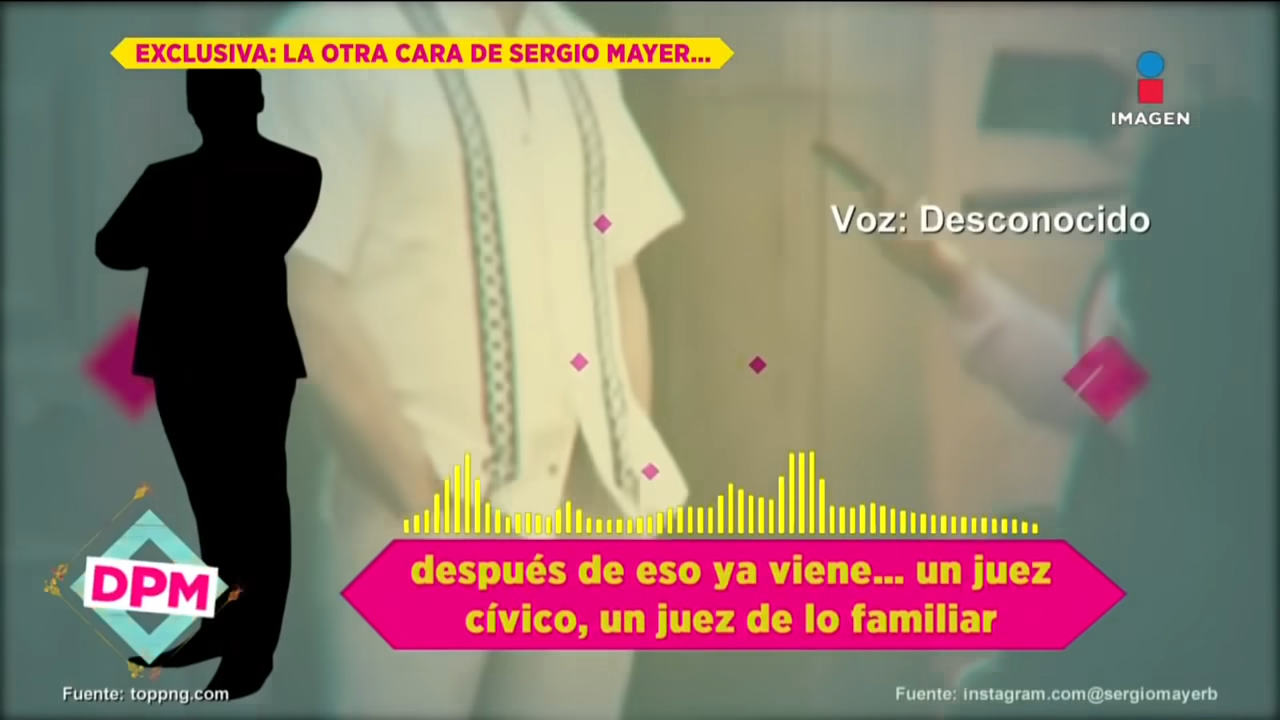 EXCLUSIVA: LA OTRA CARA DE SERGIO MAYER...
IMAGEN
Voz: Desconocido
después de eso ya viene... un juez
cívico, un juez de lo familiar
DPM
Fuente: toppng.com
Fuente: instagram.com@sergiomayerb